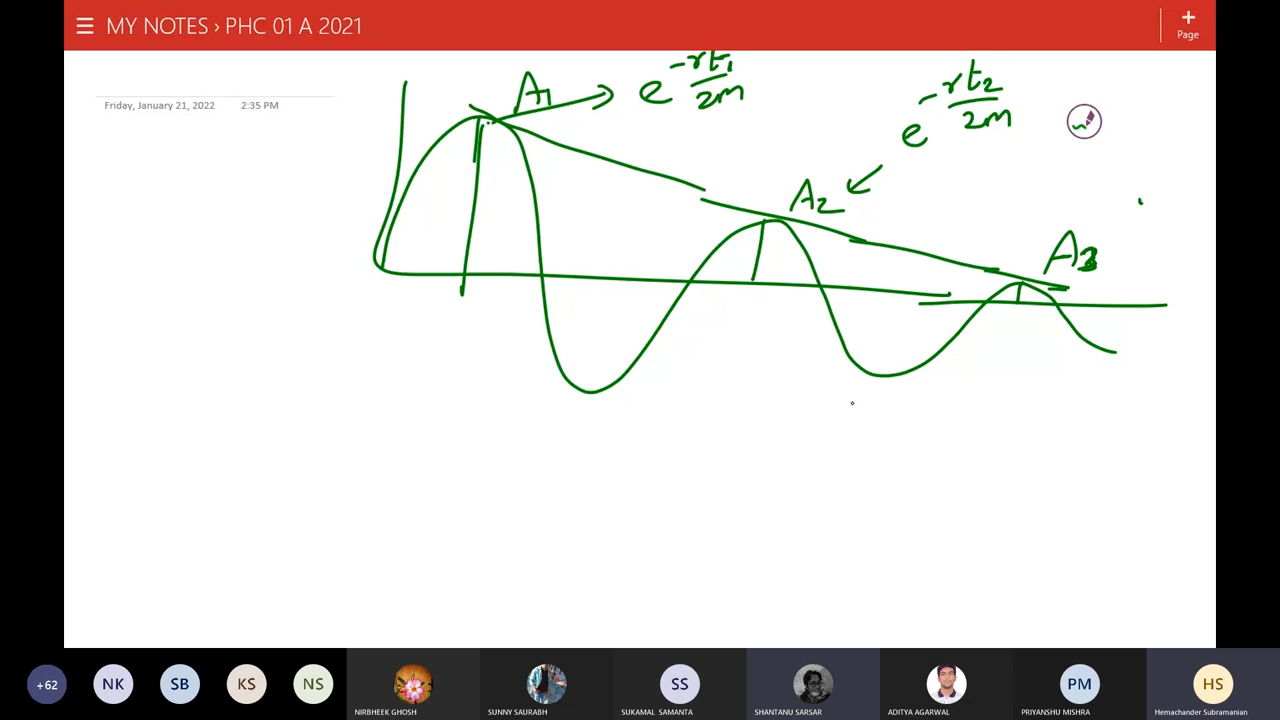 ☰ MY NOTES › PHC 01 A 2021
+
Page
Friday, January 21, 2022 2:35 PM
A₁ → e^(-rt₁/2m)
e^(-rt₂/2m)
A₂
A₃
+62
NK
SB
KS
NS
SS
PM
HS
NIRBHEEK GHOSH
SUNNY SAURABH
SUKAMAL SAMANTA
SHANTANU SARSAR
ADITYA AGARWAL
PRIYANSHU MISHRA
Hemachander Subramanian